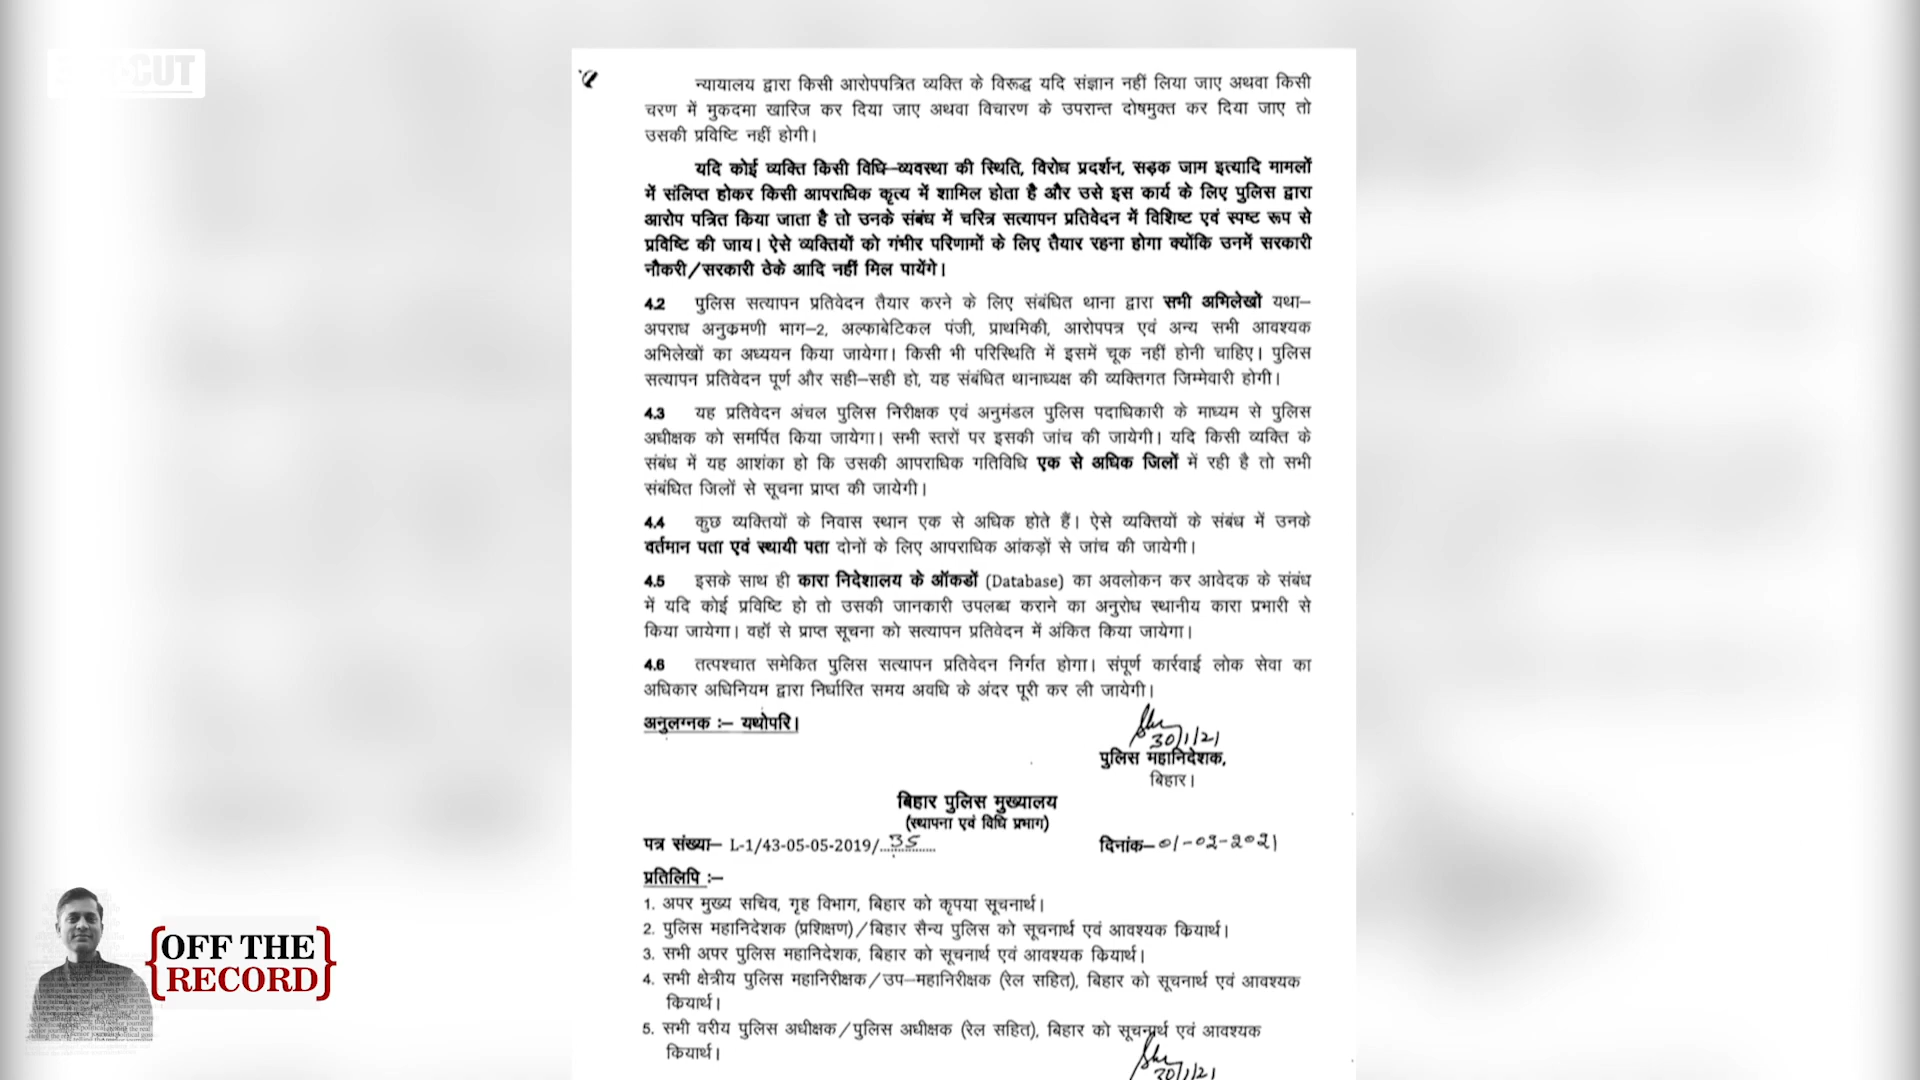 CUT
न्यायालय द्वारा किसी आरोपपत्रित व्यक्ति के विरूद्ध यदि संज्ञान नहीं लिया जाए अथवा किसी
चरण में मुकदमा खारिज कर दिया जाए अथवा विचारण के उपरान्त दोषमुक्त कर दिया जाए तो
उसकी प्रविष्टि नहीं होगी।
यदि कोई व्यक्ति किसी विधि–व्यवस्था की स्थिति, विरोध प्रदर्शन, सड़क जाम इत्यादि मामलों
में संलिप्त होकर किसी आपराधिक कृत्य में शामिल होता है और उसे इस कार्य के लिए पुलिस द्वारा
आरोप पत्रित किया जाता है तो उनके संबंध में चरित्र सत्यापन प्रतिवेदन में विशिष्ट एवं स्पष्ट रूप से
प्रविष्टि की जाय। ऐसे व्यक्तियों को गंभीर परिणामों के लिए तैयार रहना होगा क्योंकि उनमें सरकारी
नौकरी/सरकारी ठेके आदि नहीं मिल पायेंगे।
4.2 पुलिस सत्यापन प्रतिवेदन तैयार करने के लिए संबंधित थाना द्वारा सभी अभिलेखों यथा–
अपराध अनुक्रमणी भाग–2, अल्फाबेटिकल पंजी, प्राथमिकी, आरोपपत्र एवं अन्य सभी आवश्यक
अभिलेखों का अध्ययन किया जायेगा। किसी भी परिस्थिति में इसमें चूक नहीं होनी चाहिए। पुलिस
सत्यापन प्रतिवेदन पूर्ण और सही–सही हो, यह संबंधित थानाध्यक्ष की व्यक्तिगत जिम्मेवारी होगी।
4.3 यह प्रतिवेदन अंचल पुलिस निरीक्षक एवं अनुमंडल पुलिस पदाधिकारी के माध्यम से पुलिस
अधीक्षक को समर्पित किया जायेगा। सभी स्तरों पर इसकी जांच की जायेगी। यदि किसी व्यक्ति के
संबंध में यह आशंका हो कि उसकी आपराधिक गतिविधि एक से अधिक जिलों में रही है तो सभी
संबंधित जिलों से सूचना प्राप्त की जायेगी।
4.4 कुछ व्यक्तियों के निवास स्थान एक से अधिक होते हैं। ऐसे व्यक्तियों के संबंध में उनके
वर्तमान पता एवं स्थायी पता दोनों के लिए आपराधिक आंकड़ों से जांच की जायेगी।
4.5 इसके साथ ही कारा निदेशालय के ऑकडों (Database) का अवलोकन कर आवेदक के संबंध
में यदि कोई प्रविष्टि हो तो उसकी जानकारी उपलब्ध कराने का अनुरोध स्थानीय कारा प्रभारी से
किया जायेगा। वहॉ से प्राप्त सूचना को सत्यापन प्रतिवेदन में अंकित किया जायेगा।
4.6 तत्पश्चात समेकित पुलिस सत्यापन प्रतिवेदन निर्गत होगा। संपूर्ण कार्रवाई लोक सेवा का
अधिकार अधिनियम द्वारा निर्धारित समय अवधि के अंदर पूरी कर ली जायेगी।
अनुलग्नक :– यथोपरि।
30/1/21
पुलिस महानिदेशक,
बिहार।
बिहार पुलिस मुख्यालय
(स्थापना एवं विधि प्रभाग)
पत्र संख्या– L-1/43-05-05-2019/..35.. दिनांक–01-02-2021
प्रतिलिपि :–
1. अपर मुख्य सचिव, गृह विभाग, बिहार को कृपया सूचनार्थ।
2. पुलिस महानिदेशक (प्रशिक्षण)/बिहार सैन्य पुलिस को सूचनार्थ एवं आवश्यक कियार्थ।
3. सभी अपर पुलिस महानिदेशक, बिहार को सूचनार्थ एवं आवश्यक कियार्थ।
4. सभी क्षेत्रीय पुलिस महानिरीक्षक/उप–महानिरीक्षक (रेल सहित), बिहार को सूचनार्थ एवं आवश्यक
कियार्थ।
5. सभी वरीय पुलिस अधीक्षक/पुलिस अधीक्षक (रेल सहित), बिहार को सूचनार्थ एवं आवश्यक
कियार्थ।
30/1/21
{OFF THE
RECORD}